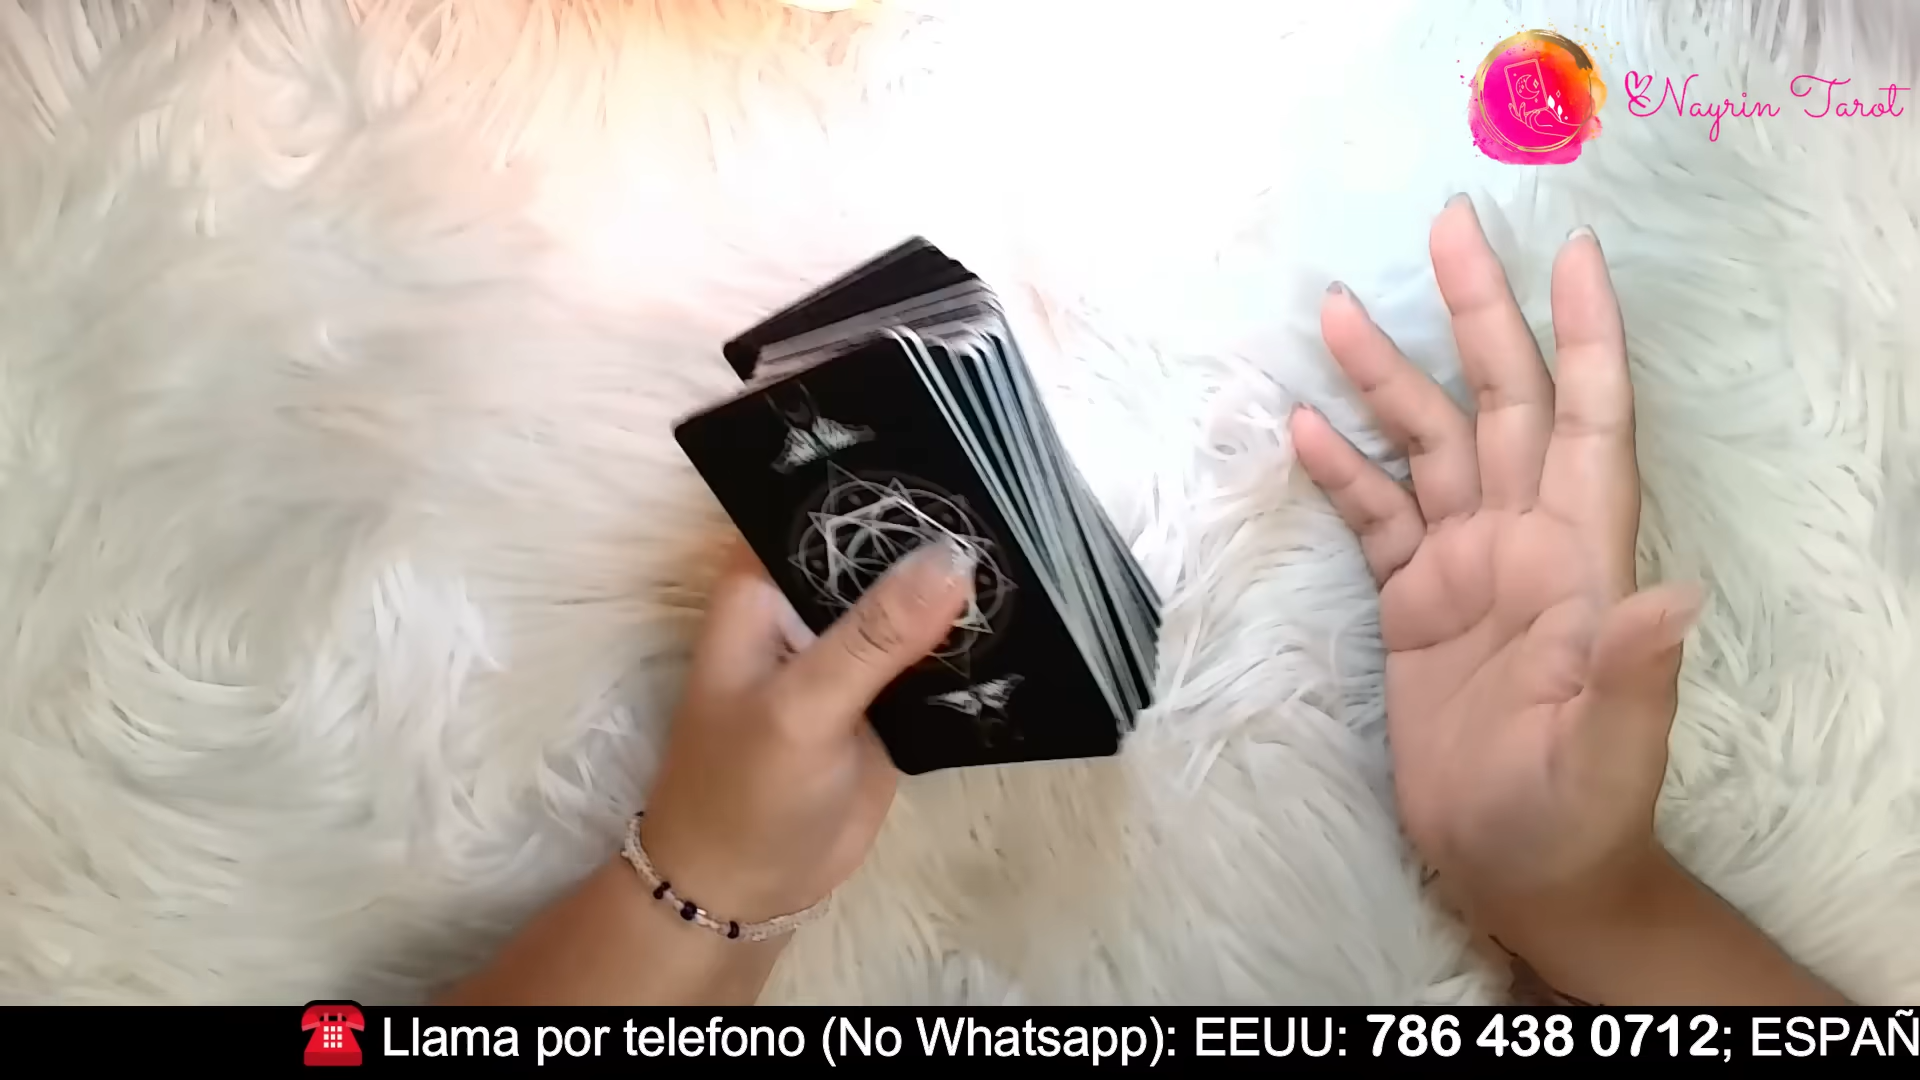 Nayrin Tarot
Llama por telefono (No Whatsapp): EEUU: 786 438 0712; ESPAÑ